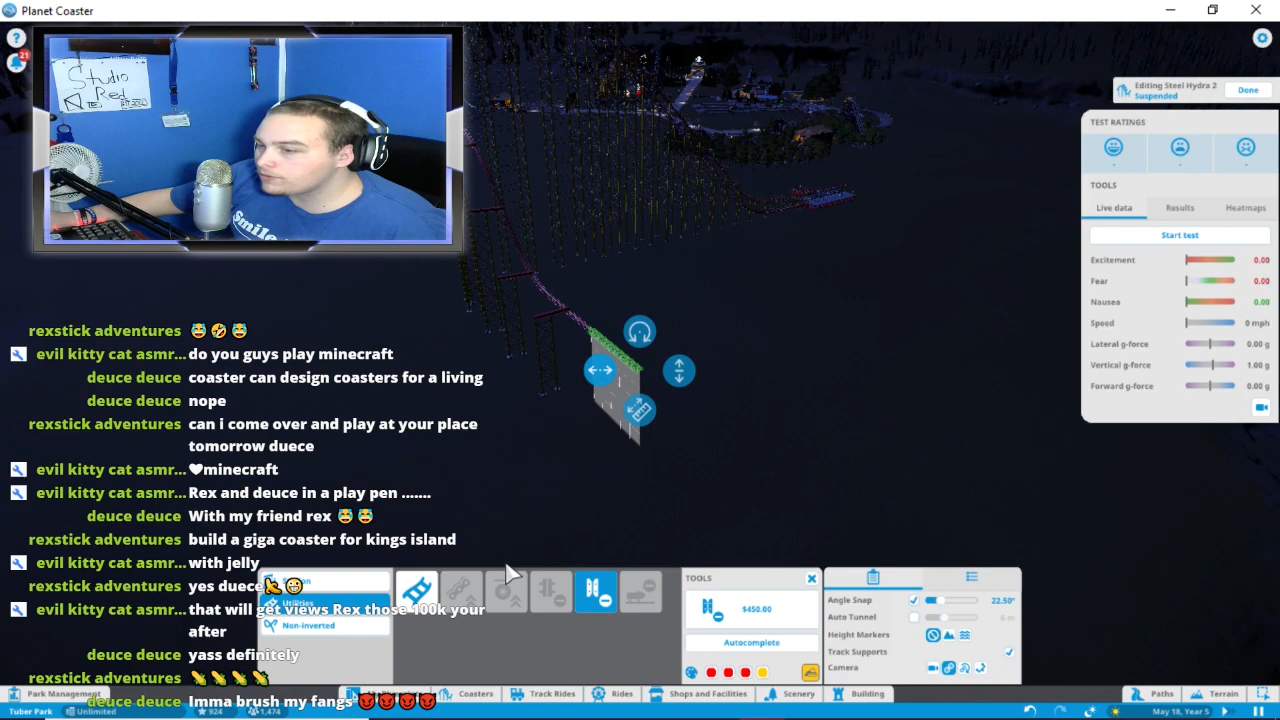 Planet Coaster
?
21
Studio
Red
Smile
Editing Steel Hydra 2
Suspended
Done
TEST RATINGS
- - -
TOOLS
Live data Results Heatmaps
Start test
Excitement 0.00
Fear 0.00
Nausea 0.00
Speed 0 mph
Lateral g-force 0.00 g
Vertical g-force 1.00 g
Forward g-force 0.00 g
rexstick adventures 😂 🤣 😂
evil kitty cat asmr... do you guys play minecraft
deuce deuce coaster can design coasters for a living
deuce deuce nope
rexstick adventures can i come over and play at your place
tomorrow duece
evil kitty cat asmr... ♥minecraft
evil kitty cat asmr... Rex and deuce in a play pen .......
deuce deuce With my friend rex 😂 😂
rexstick adventures build a giga coaster for kings island
evil kitty cat asmr... with jelly
rexstick adventures yes duece
evil kitty cat asmr... that will get views Rex those 100k your
after
deuce deuce yass definitely
rexstick adventures
deuce deuce Imma brush my fangs 😈 😈 😈 😈
Utilities
Non-inverted
TOOLS
$450.00
Autocomplete
Angle Snap 22.50°
Auto Tunnel 6 m
Height Markers
Track Supports
Camera
Park Management Coasters Track Rides Rides Shops and Facilities Scenery Building Paths Terrain
Tuber Park Unlimited 924 1,474 May 18, Year 5